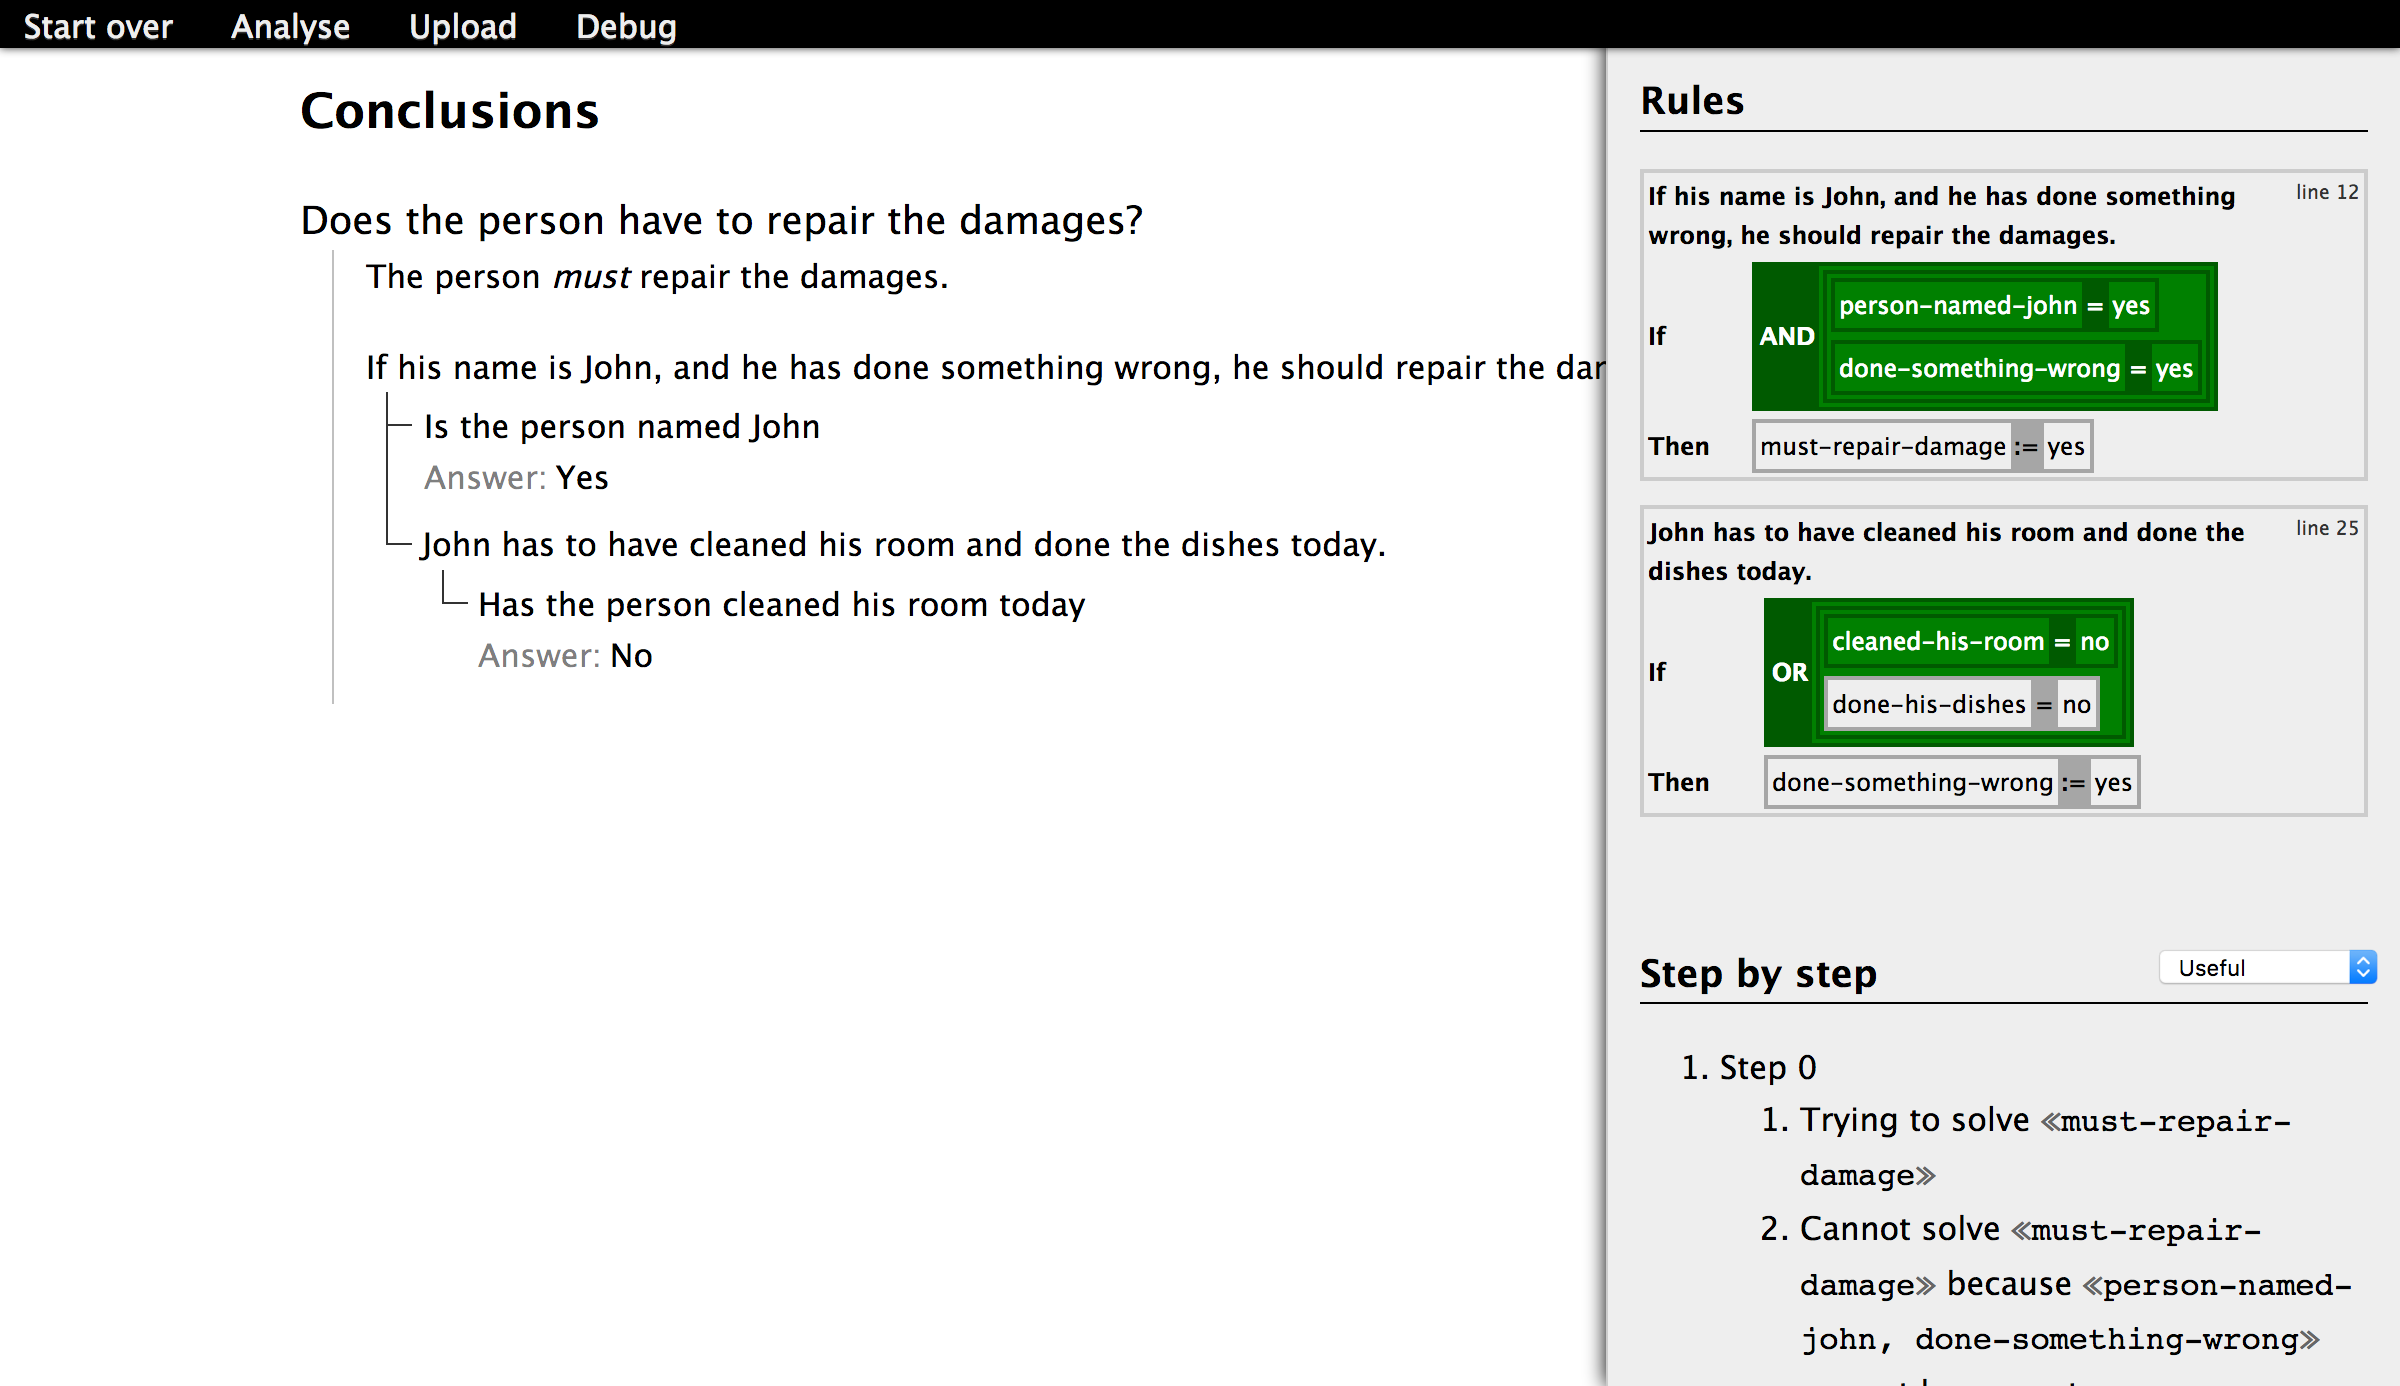 Start over Analyse Upload Debug
Conclusions
Does the person have to repair the damages?
The person must repair the damages.
If his name is John, and he has done something wrong, he should repair the
Is the person named John
Answer: Yes
John has to have cleaned his room and done the dishes today.
Has the person cleaned his room today
Answer: No
Rules
If his name is John, and he has done something line 12
wrong, he should repair the damages.
If AND person-named-john = yes
done-something-wrong = yes
Then must-repair-damage := yes
John has to have cleaned his room and done the line 25
dishes today.
If OR cleaned-his-room = no
done-his-dishes = no
Then done-something-wrong := yes
Step by step Useful
1. Step 0
1. Trying to solve ≪must-repair-
damage≫
2. Cannot solve ≪must-repair-
damage≫ because ≪person-named-
john, done-something-wrong≫